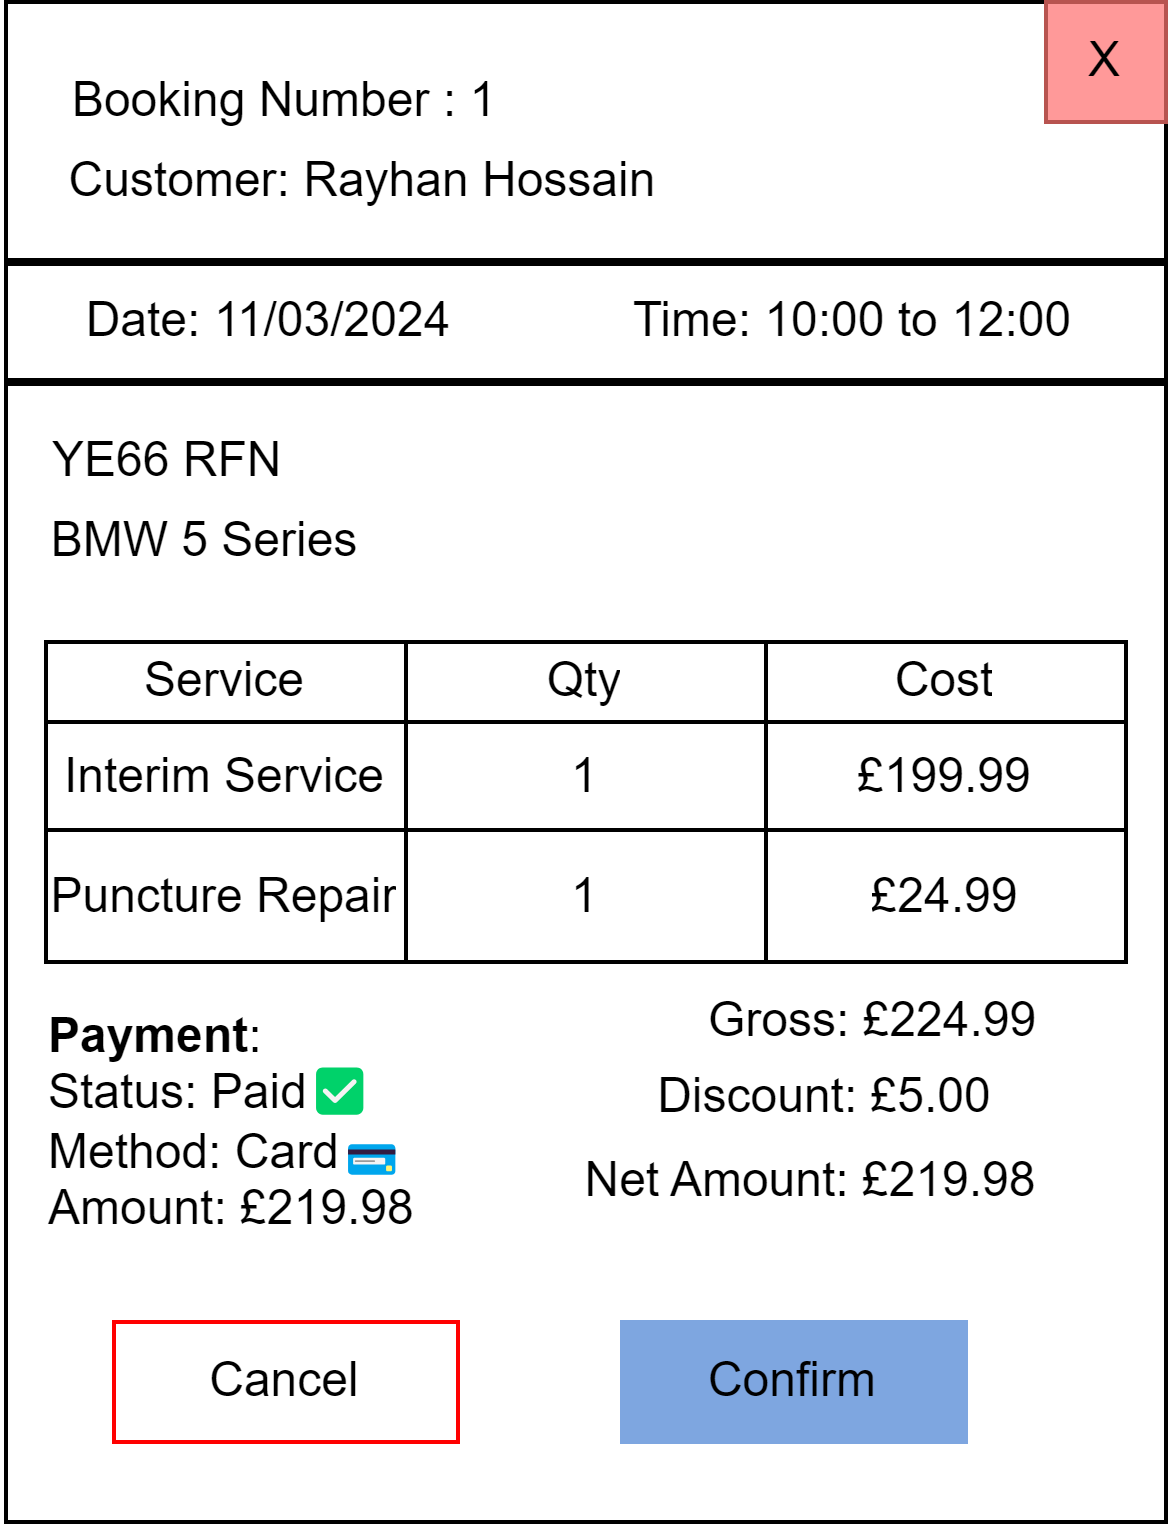 X
Booking Number : 1
Customer: Rayhan Hossain
Date: 11/03/2024 Time: 10:00 to 12:00
YE66 RFN
BMW 5 Series
Service Qty Cost
Interim Service 1 £199.99
Puncture Repair 1 £24.99
Payment:
Status: Paid
Method: Card
Amount: £219.98
Gross: £224.99
Discount: £5.00
Net Amount: £219.98
Cancel Confirm